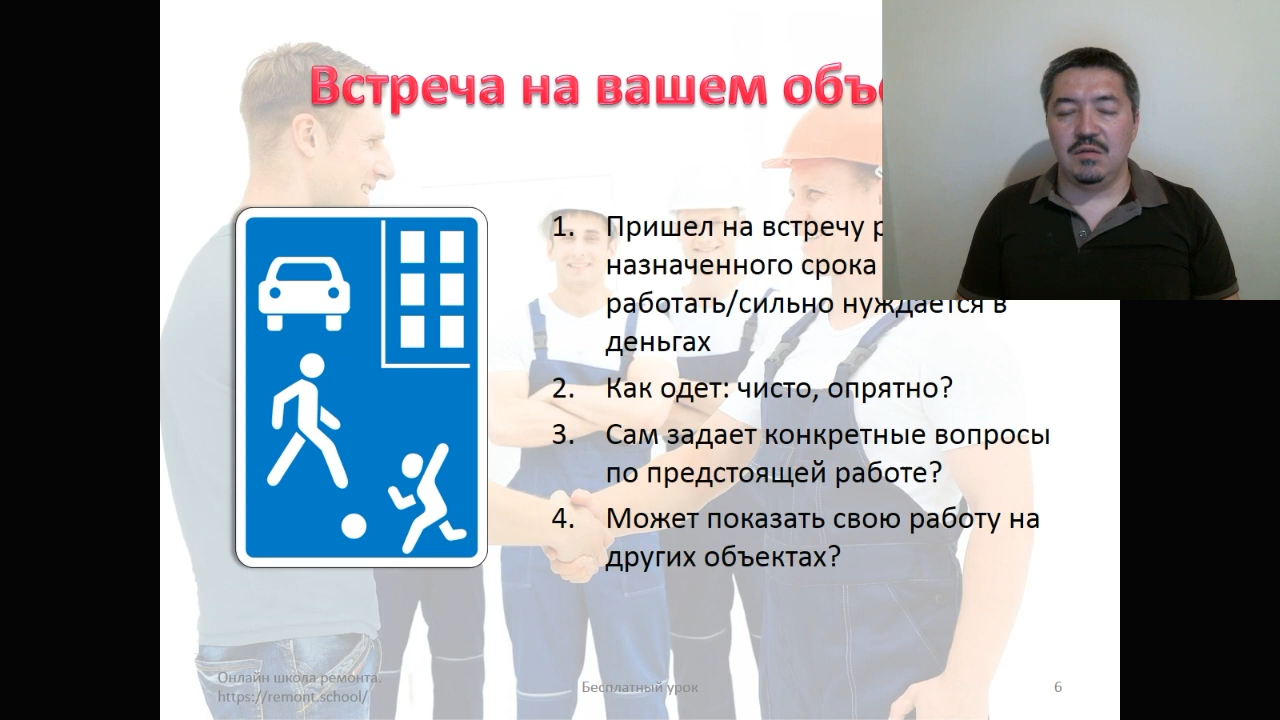 Встреча на вашем
1. Пришел на встречу
назначенного срока
работать/сильно нуждается в
деньгах
2. Как одет: чисто, опрятно?
3. Сам задает конкретные вопросы
по предстоящей работе?
4. Может показать свою работу на
других объектах?
Онлайн школа ремонта.
https://remont.school/
Бесплатный урок
6